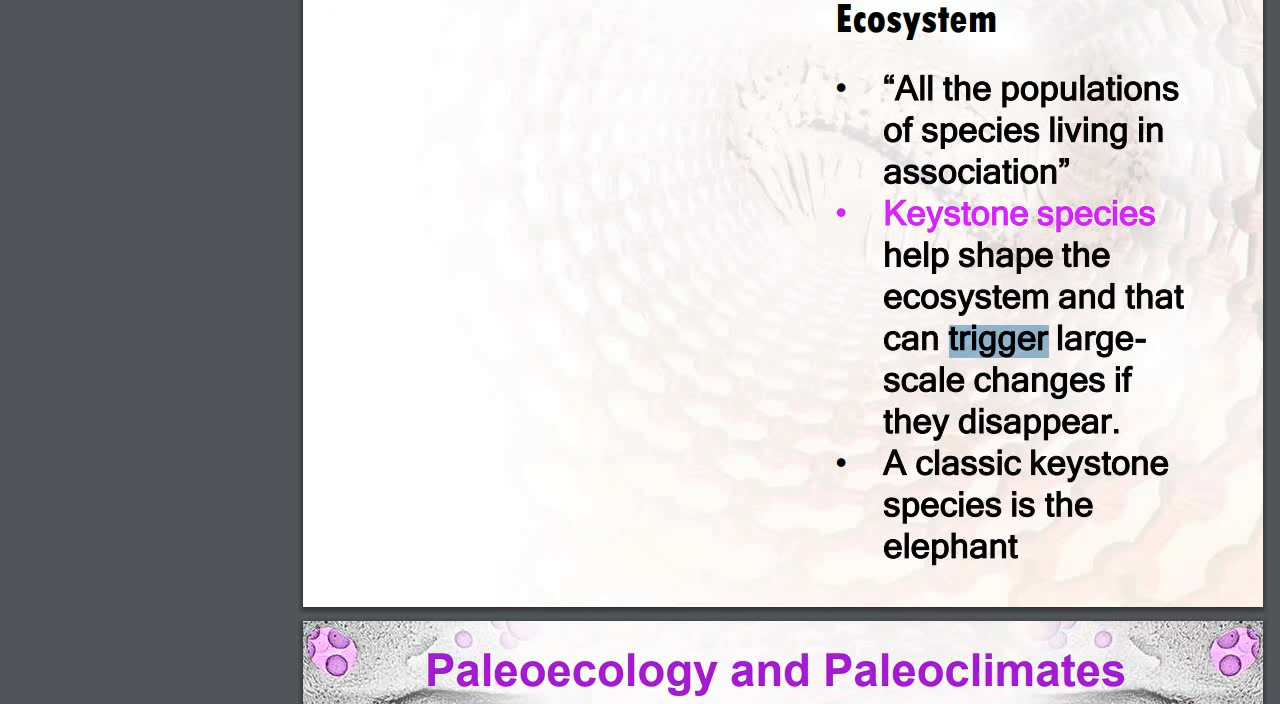 Ecosystem
• “All the populations
of species living in
association”
• Keystone species
help shape the
ecosystem and that
can trigger large-
scale changes if
they disappear.
• A classic keystone
species is the
elephant
Paleoecology and Paleoclimates